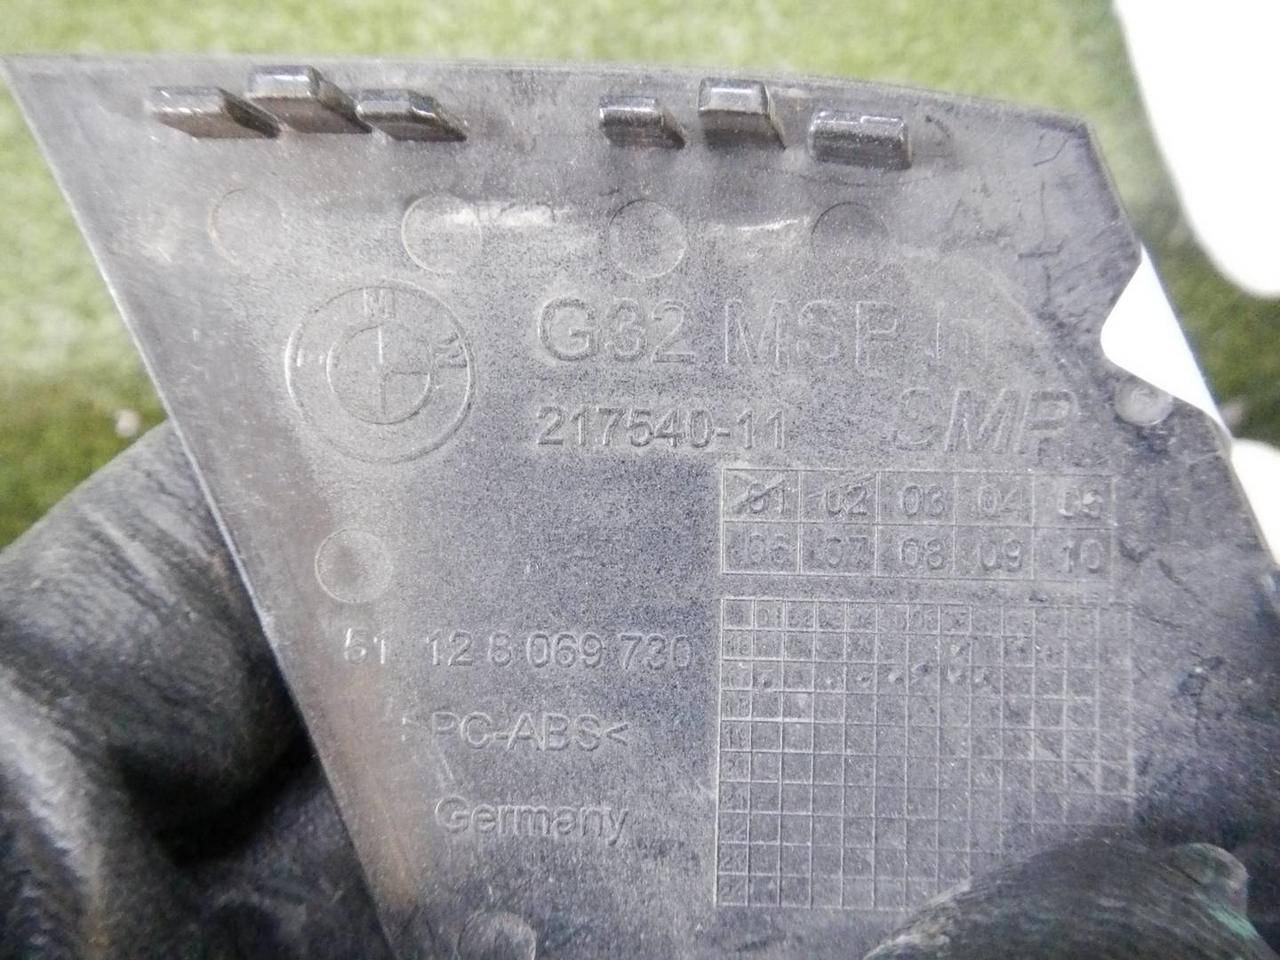 BMW
G32 MSP h
217540-11
SMP
01 02 03 04 05
06 07 08 09 10
51 12 8 069 730
>PC-ABS<
Germany